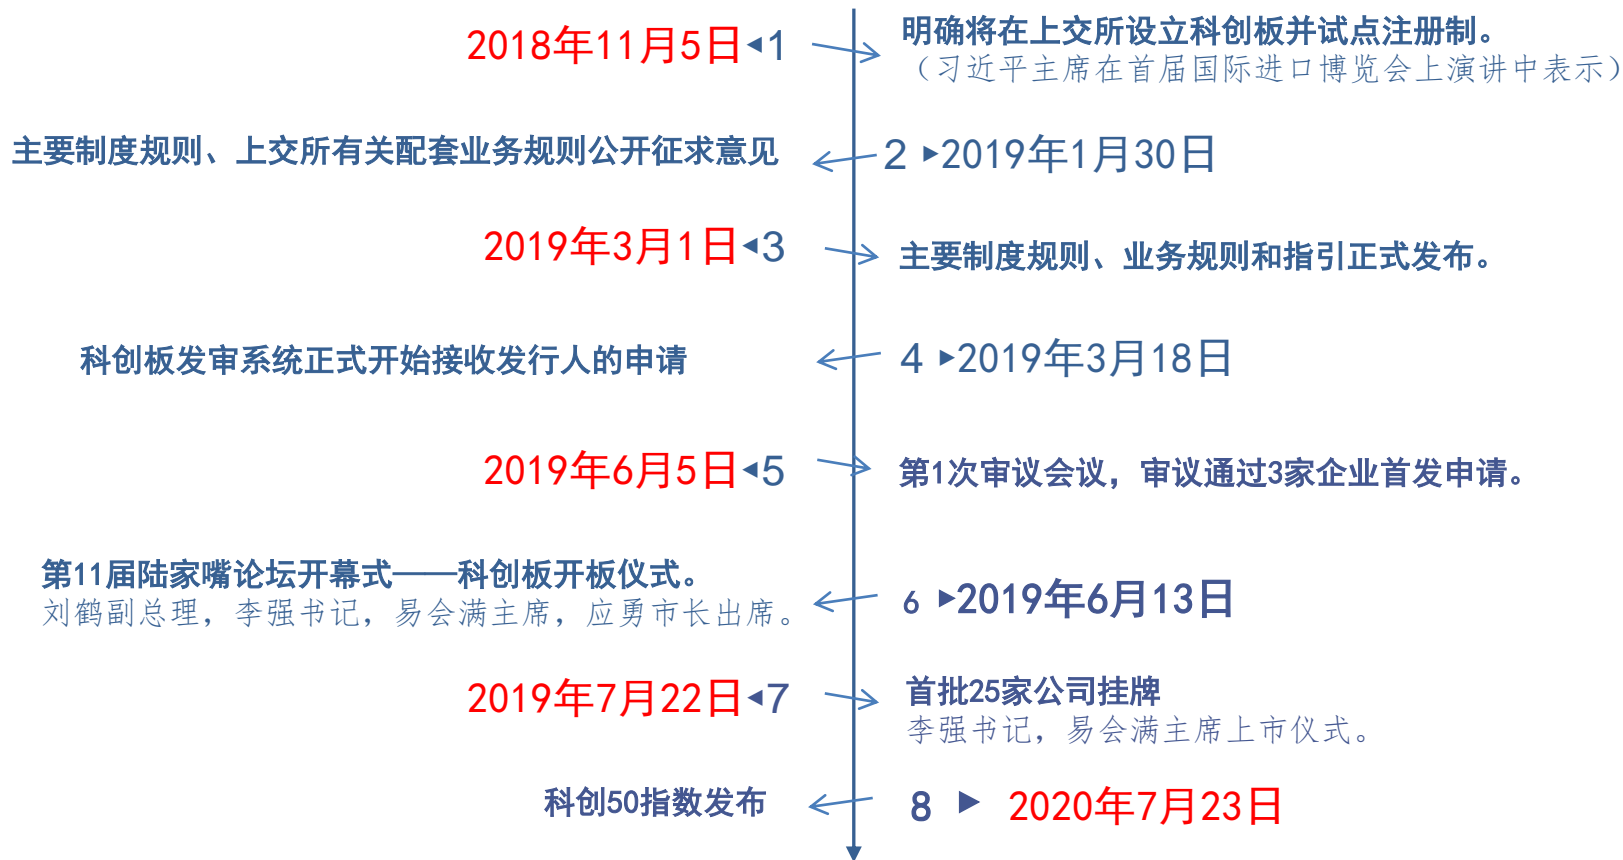 2018年11月5日◂1
明确将在上交所设立科创板并试点注册制。
（习近平主席在首届国际进口博览会上演讲中表示）
主要制度规则、上交所有关配套业务规则公开征求意见
2 ▸2019年1月30日
2019年3月1日◂3
主要制度规则、业务规则和指引正式发布。
科创板发审系统正式开始接收发行人的申请
4 ▸2019年3月18日
2019年6月5日◂5
第1次审议会议，审议通过3家企业首发申请。
第11届陆家嘴论坛开幕式——科创板开板仪式。
刘鹤副总理，李强书记，易会满主席，应勇市长出席。
6 ▸2019年6月13日
2019年7月22日◂7
首批25家公司挂牌
李强书记，易会满主席上市仪式。
科创50指数发布
8 ▸ 2020年7月23日